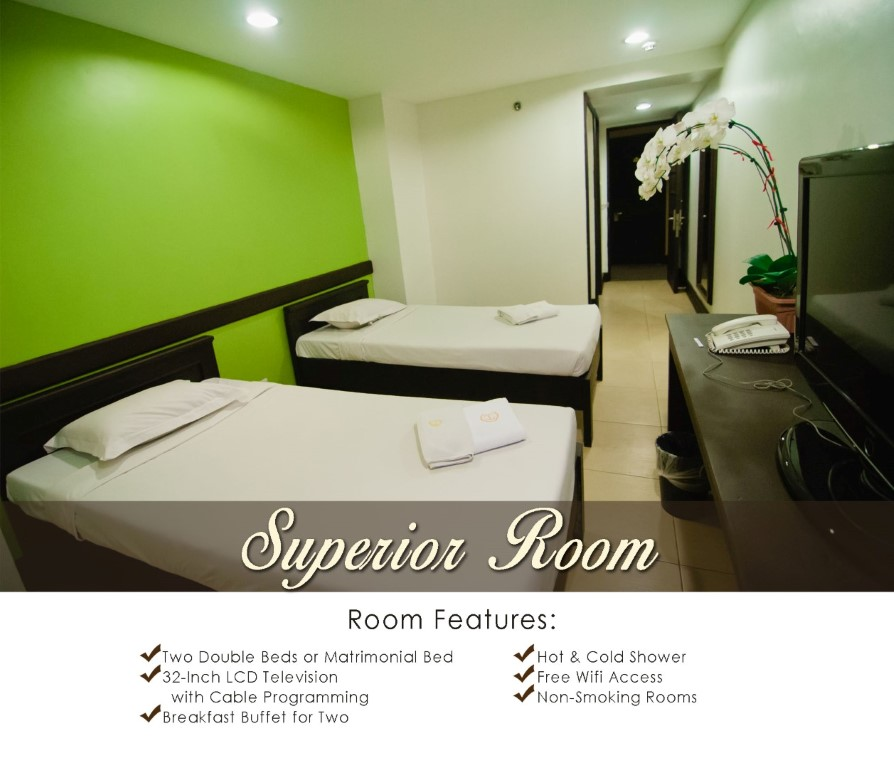 Superior Room
Room Features:
Two Double Beds or Matrimonial Bed
32-Inch LCD Television
with Cable Programming
Breakfast Buffet for Two
Hot & Cold Shower
Free Wifi Access
Non-Smoking Rooms